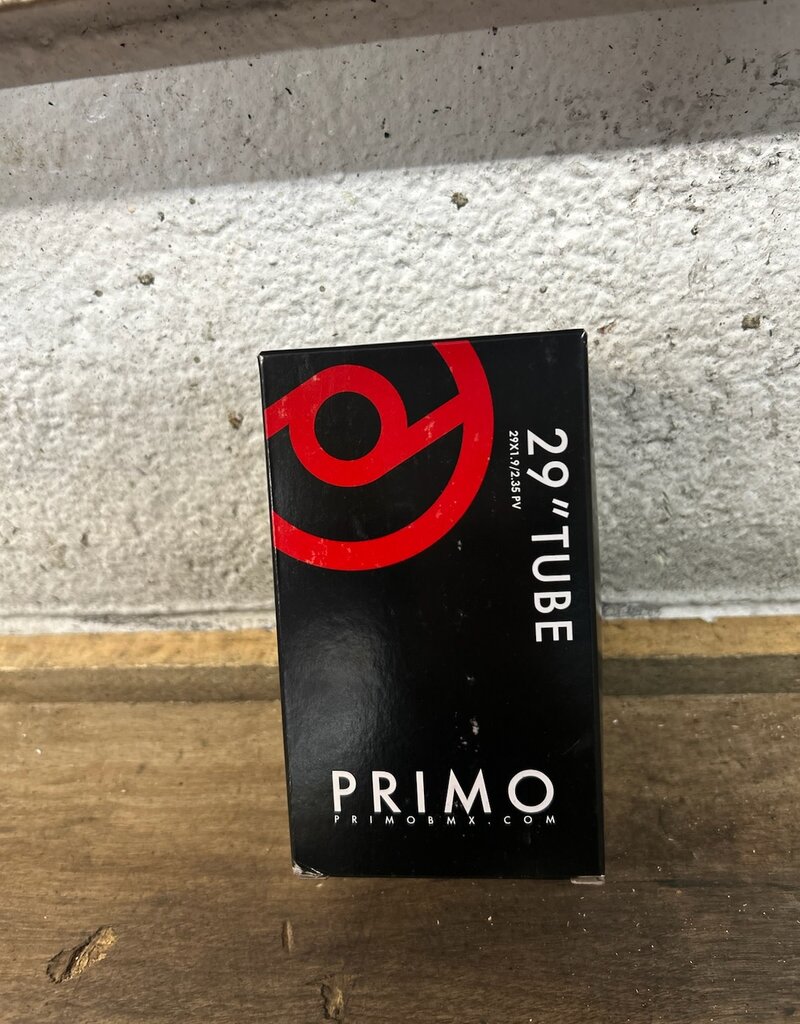 29" TUBE
29X1.9/2.35 PV
PRIMO
PRIMOBMX.COM